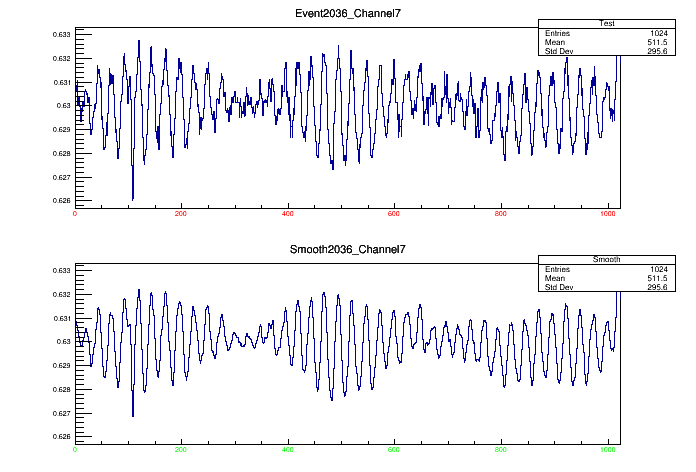 Event2036_Channel7
Test
Entries 1024
Mean 511.5
Std Dev 295.6
0.633
0.632
0.631
0.63
0.629
0.628
0.627
0.626
0 200 400 600 800 1000
Smooth2036_Channel7
Smooth
Entries 1024
Mean 511.5
Std Dev 295.6
0.633
0.632
0.631
0.63
0.629
0.628
0.627
0.626
0 200 400 600 800 1000